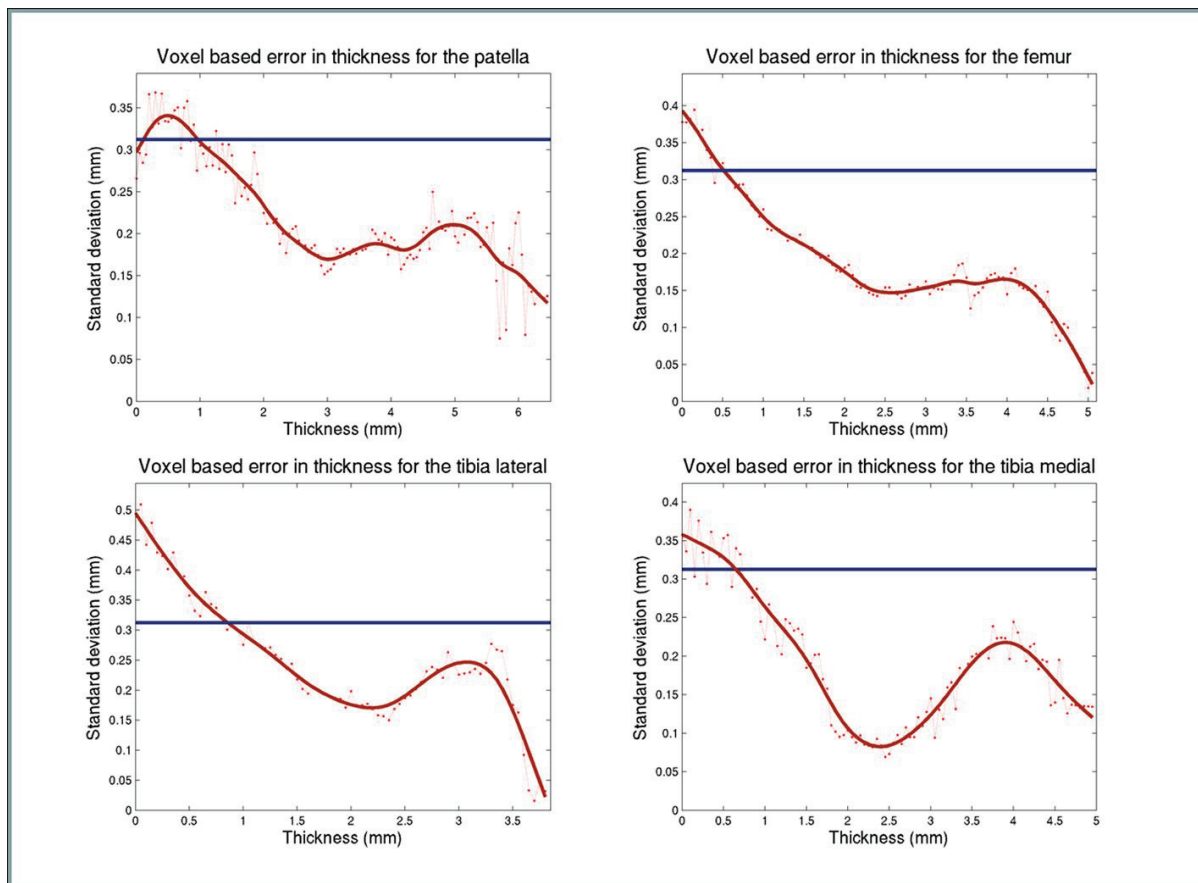 Voxel based error in thickness for the patella
Standard deviation (mm)
0.35
0.3
0.25
0.2
0.15
0.1
0.05
0
0 1 2 3 4 5 6
Thickness (mm)
Voxel based error in thickness for the femur
Standard deviation (mm)
0.4
0.35
0.3
0.25
0.2
0.15
0.1
0.05
0
0 0.5 1 1.5 2 2.5 3 3.5 4 4.5 5
Thickness (mm)
Voxel based error in thickness for the tibia lateral
Standard deviation (mm)
0.5
0.45
0.4
0.35
0.3
0.25
0.2
0.15
0.1
0.05
0
0 0.5 1 1.5 2 2.5 3 3.5
Thickness (mm)
Voxel based error in thickness for the tibia medial
Standard deviation (mm)
0.4
0.35
0.3
0.25
0.2
0.15
0.1
0.05
0
0 0.5 1 1.5 2 2.5 3 3.5 4 4.5 5
Thickness (mm)